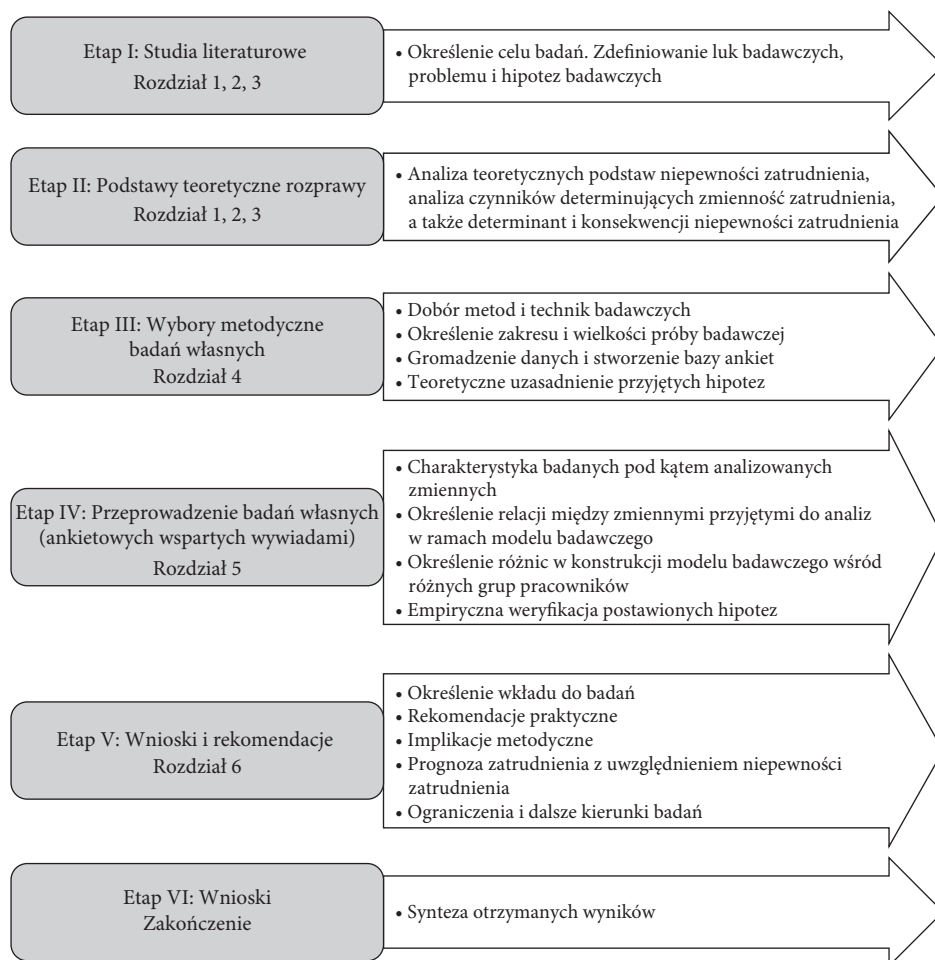 Etap I: Studia literaturowe
Rozdział 1, 2, 3
• Określenie celu badań. Zdefiniowanie luk badawczych,
problemu i hipotez badawczych
Etap II: Podstawy teoretyczne rozprawy
Rozdział 1, 2, 3
• Analiza teoretycznych podstaw niepewności zatrudnienia,
analiza czynników determinujących zmienność zatrudnienia,
a także determinant i konsekwencji niepewności zatrudnienia
Etap III: Wybory metodyczne
badań własnych
Rozdział 4
• Dobór metod i technik badawczych
• Określenie zakresu i wielkości próby badawczej
• Gromadzenie danych i stworzenie bazy ankiet
• Teoretyczne uzasadnienie przyjętych hipotez
Etap IV: Przeprowadzenie badań własnych
(ankietowych wspartych wywiadami)
Rozdział 5
• Charakterystyka badanych pod kątem analizowanych
zmiennych
• Określenie relacji między zmiennymi przyjętymi do analiz
w ramach modelu badawczego
• Określenie różnic w konstrukcji modelu badawczego wśród
różnych grup pracowników
• Empiryczna weryfikacja postawionych hipotez
Etap V: Wnioski i rekomendacje
Rozdział 6
• Określenie wkładu do badań
• Rekomendacje praktyczne
• Implikacje metodyczne
• Prognoza zatrudnienia z uwzględnieniem niepewności
zatrudnienia
• Ograniczenia i dalsze kierunki badań
Etap VI: Wnioski
Zakończenie
• Synteza otrzymanych wyników